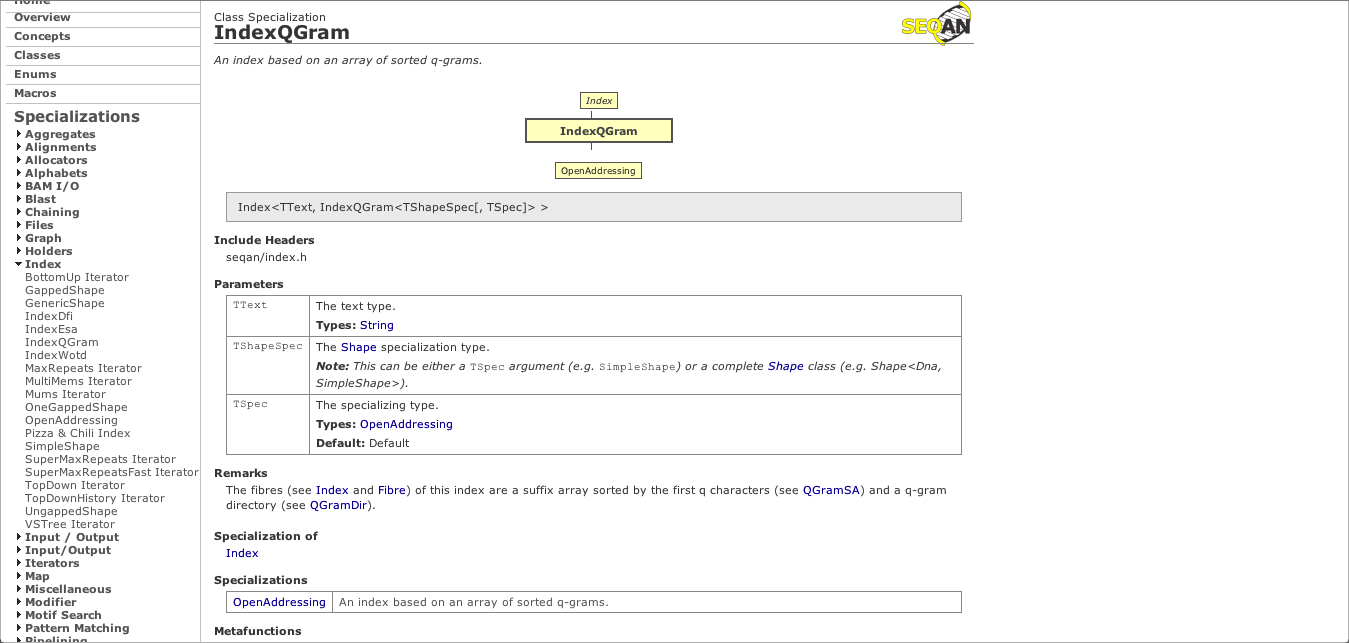 Home
Overview
Concepts
Classes
Enums
Macros
Specializations
Aggregates
Alignments
Allocators
Alphabets
BAM I/O
Blast
Chaining
Files
Graph
Holders
Index
BottomUp Iterator
GappedShape
GenericShape
IndexDfi
IndexEsa
IndexQGram
IndexWotd
MaxRepeats Iterator
MultiMems Iterator
Mums Iterator
OneGappedShape
OpenAddressing
Pizza & Chili Index
SimpleShape
SuperMaxRepeats Iterator
SuperMaxRepeatsFast Iterator
TopDown Iterator
TopDownHistory Iterator
UngappedShape
VSTree Iterator
Input / Output
Input/Output
Iterators
Map
Miscellaneous
Modifier
Motif Search
Pattern Matching
Pipelining
Class Specialization
IndexQGram
SEQAN
An index based on an array of sorted q-grams.
Index
IndexQGram
OpenAddressing
Index<TText, IndexQGram<TShapeSpec[, TSpec]> >
Include Headers
seqan/index.h
Parameters
TText
The text type.
Types: String
TShapeSpec
The Shape specialization type.
Note: This can be either a TSpec argument (e.g. SimpleShape) or a complete Shape class (e.g. Shape<Dna,
SimpleShape>).
TSpec
The specializing type.
Types: OpenAddressing
Default: Default
Remarks
The fibres (see Index and Fibre) of this index are a suffix array sorted by the first q characters (see QGramSA) and a q-gram
directory (see QGramDir).
Specialization of
Index
Specializations
OpenAddressing An index based on an array of sorted q-grams.
Metafunctions